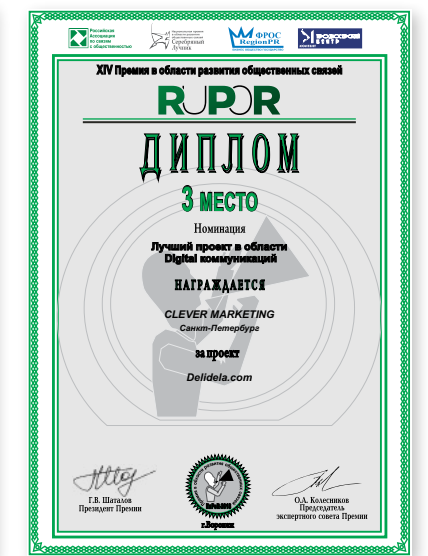 Российская
Ассоциация
по связям
с общественностью
Серебряный
Лучник
ФРОС
RegionPR
ЦЕНТР
XIV Премия в области развития общественных связей
RUPOR
ДИПЛОМ
3 МЕСТО
Номинация
Лучший проект в области
Digital коммуникаций
НАГРАЖДАЕТСЯ
CLEVER MARKETING
Санкт-Петербург
за проект
Delidela.com
Г.В. Шаталов
Президент Премии
О.А. Колесников
Председатель
экспертного совета Премии
г.Воронеж